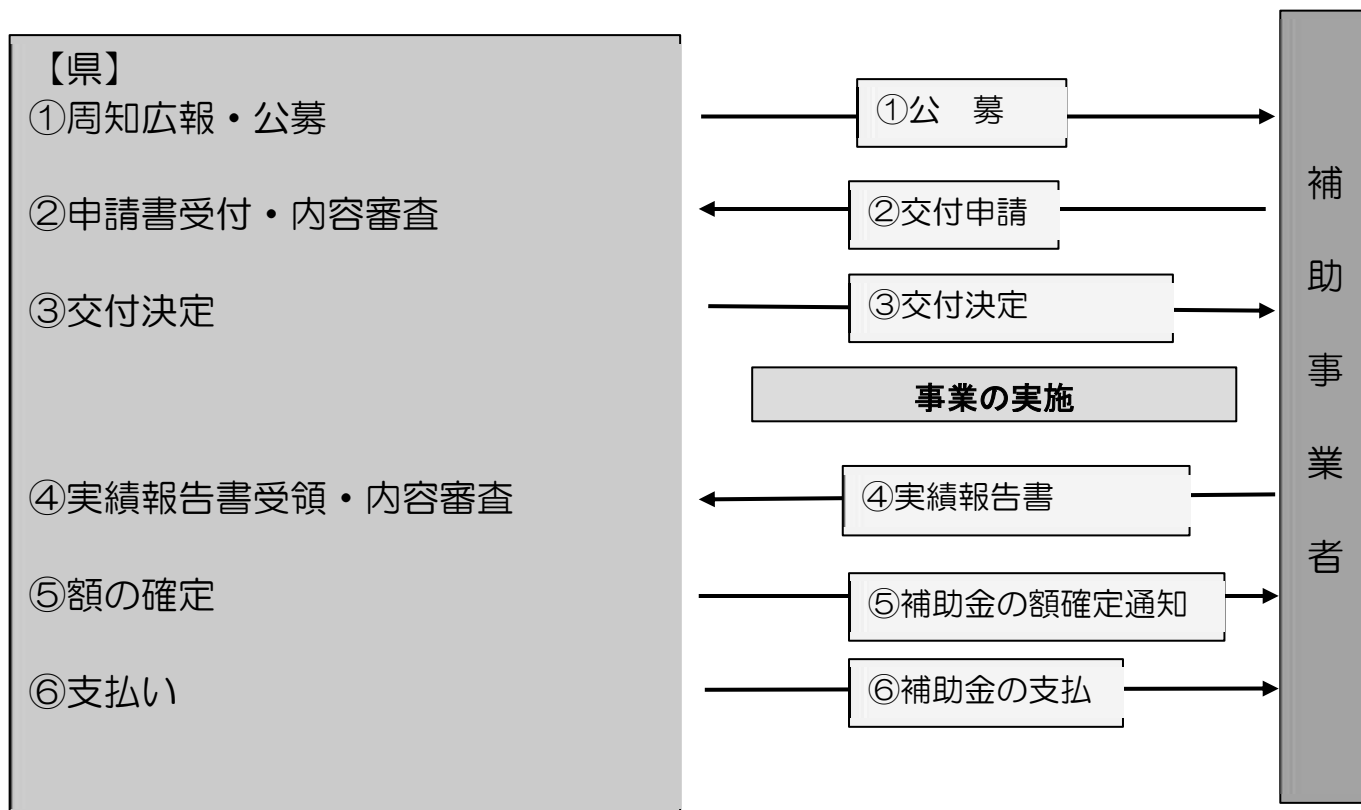 【県】
①周知広報・公募
①公　募
②申請書受付・内容審査
②交付申請
③交付決定
③交付決定
事業の実施
④実績報告書受領・内容審査
④実績報告書
⑤額の確定
⑤補助金の額確定通知
⑥支払い
⑥補助金の支払
補助事業者